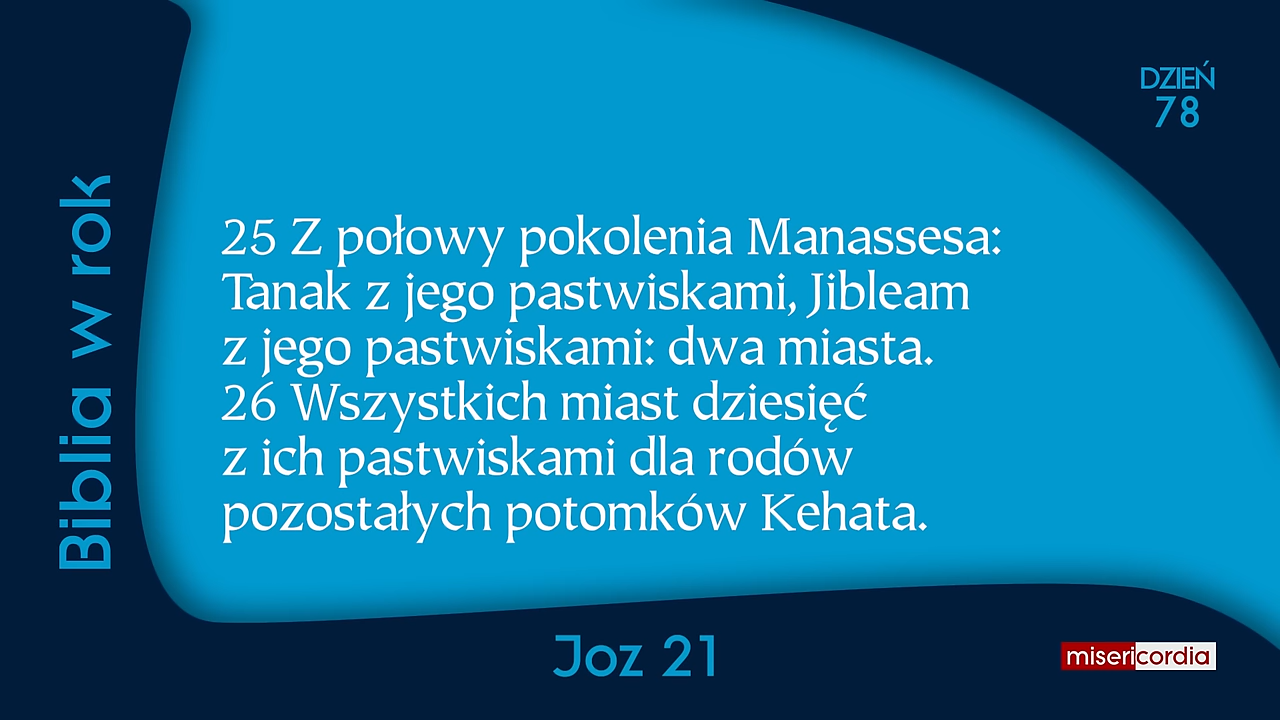 DZIEŃ
78
Biblia w rok
25 Z połowy pokolenia Manassesa:
Tanak z jego pastwiskami, Jibleam
z jego pastwiskami: dwa miasta.
26 Wszystkich miast dziesięć
z ich pastwiskami dla rodów
pozostałych potomków Kehata.
Joz 21
misericordia